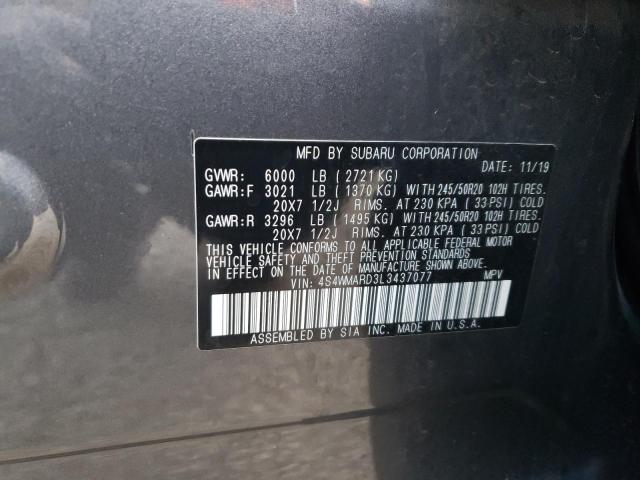 MFD BY SUBARU CORPORATION
DATE: 11/19
GVWR: 6000 LB ( 2721 KG)
GAWR:F 3021 LB ( 1370 KG) WITH 245/50R20 102H TIRES.
20X7 1/2J RIMS. AT 230 KPA ( 33 PSI) COLD
GAWR:R 3296 LB ( 1495 KG) WITH 245/50R20 102H TIRES.
20X7 1/2J RIMS. AT 230 KPA ( 33 PSI) COLD
THIS VEHICLE CONFORMS TO ALL APPLICABLE FEDERAL MOTOR
VEHICLE SAFETY AND THEFT PREVENTION STANDARDS
IN EFFECT ON THE DATE OF MANUFACTURE SHOWN ABOVE.
VIN: 4S4WMARD3L3437077 MPV
ASSEMBLED BY SIA INC. MADE IN U.S.A.